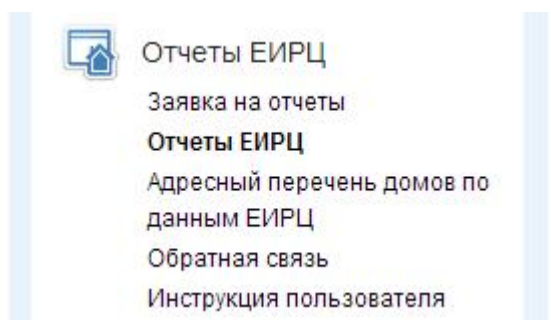 Отчеты ЕИРЦ
Заявка на отчеты
Отчеты ЕИРЦ
Адресный перечень домов по
данным ЕИРЦ
Обратная связь
Инструкция пользователя